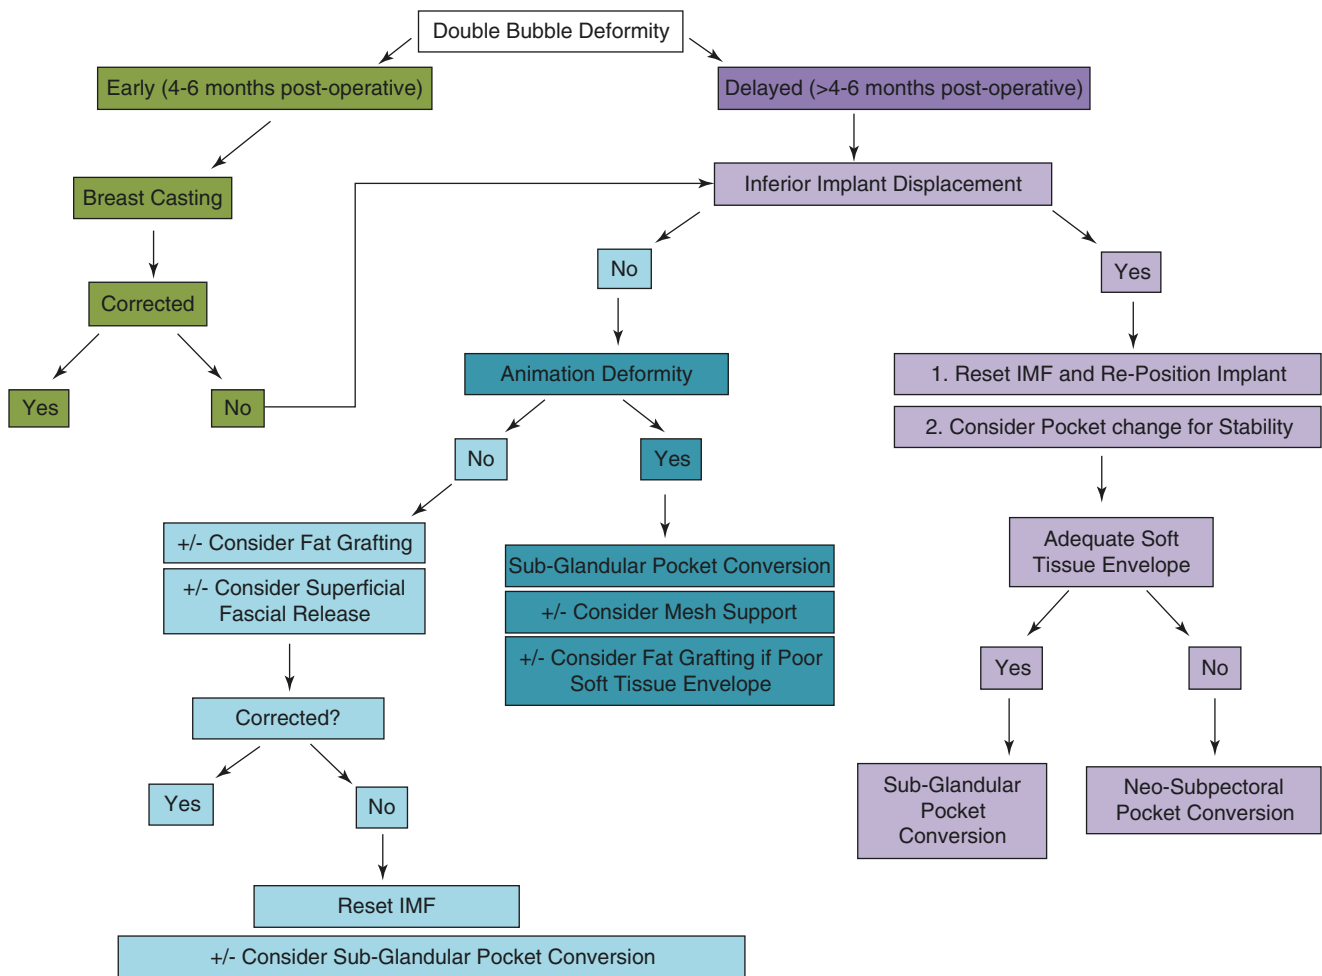 Double Bubble Deformity
Early (4-6 months post-operative)
Delayed (>4-6 months post-operative)
Breast Casting
Inferior Implant Displacement
No
Yes
Corrected
Animation Deformity
1. Reset IMF and Re-Position Implant
Yes
No
2. Consider Pocket change for Stability
No
Yes
+/- Consider Fat Grafting
+/- Consider Superficial
Fascial Release
Sub-Glandular Pocket Conversion
+/- Consider Mesh Support
+/- Consider Fat Grafting if Poor
Soft Tissue Envelope
Adequate Soft
Tissue Envelope
Yes
No
Corrected?
Yes
No
Sub-Glandular
Pocket
Conversion
Neo-Subpectoral
Pocket Conversion
Reset IMF
+/- Consider Sub-Glandular Pocket Conversion